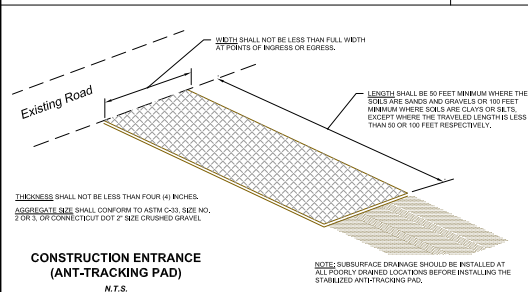 WIDTH SHALL NOT BE LESS THAN FULL WIDTH
AT POINTS OF INGRESS OR EGRESS.
Existing Road
LENGTH SHALL BE 50 FEET MINIMUM WHERE THE
SOILS ARE SANDS AND GRAVELS OR 100 FEET
MINIMUM WHERE SOILS ARE CLAYS OR SILTS,
EXCEPT WHERE THE TRAVELED LENGTH IS LESS
THAN 50 OR 100 FEET RESPECTIVELY.
THICKNESS SHALL NOT BE LESS THAN FOUR (4) INCHES.
AGGREGATE SIZE SHALL CONFORM TO ASTM C-33, SIZE NO.
2 OR 3, OR CONNECTICUT DOT 2" SIZE CRUSHED GRAVEL
CONSTRUCTION ENTRANCE
(ANT-TRACKING PAD)
N.T.S.
NOTE: SUBSURFACE DRAINAGE SHOULD BE INSTALLED AT
ALL POORLY DRAINED LOCATIONS BEFORE INSTALLING THE
STABILIZED ANTI-TRACKING PAD.